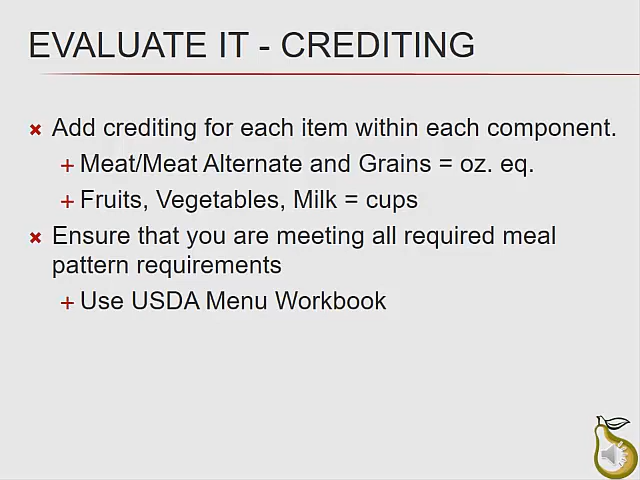 EVALUATE IT - CREDITING
Add crediting for each item within each component.
Meat/Meat Alternate and Grains = oz. eq.
Fruits, Vegetables, Milk = cups
Ensure that you are meeting all required meal
pattern requirements
Use USDA Menu Workbook